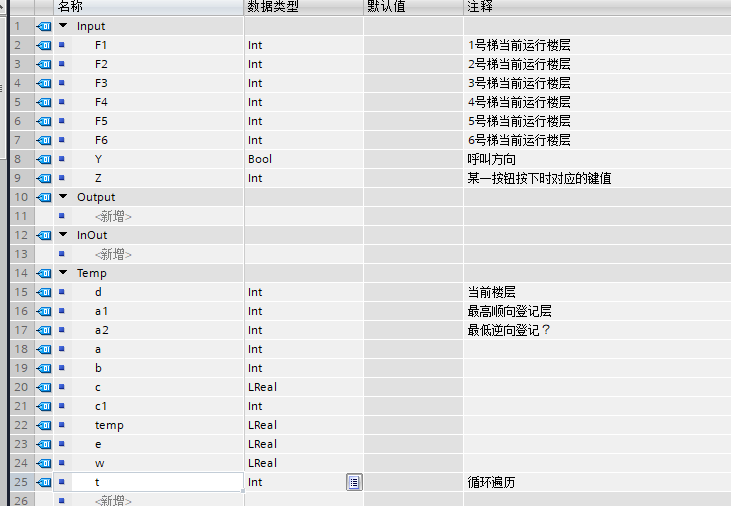 名称 数据类型 默认值 注释
1 Input
2 F1 Int 1号梯当前运行楼层
3 F2 Int 2号梯当前运行楼层
4 F3 Int 3号梯当前运行楼层
5 F4 Int 4号梯当前运行楼层
6 F5 Int 5号梯当前运行楼层
7 F6 Int 6号梯当前运行楼层
8 Y Bool 呼叫方向
9 Z Int 某一按钮按下时对应的键值
10 Output
11 <新增>
12 InOut
13 <新增>
14 Temp
15 d Int 当前楼层
16 a1 Int 最高顺向登记层
17 a2 Int 最低逆向登记？
18 a Int
19 b Int
20 c LReal
21 c1 Int
22 temp LReal
23 e LReal
24 w LReal
25 t Int 循环遍历
26 <新增>